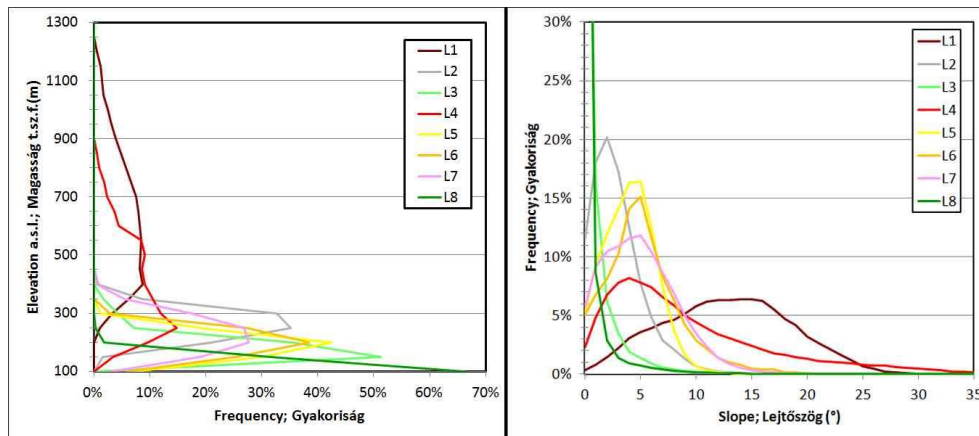 Elevation a.s.l.; Magasság t.sz.f.(m)
1300
1100
900
700
500
300
100
0%
10%
20%
30%
40%
50%
60%
70%
Frequency; Gyakoriság
L1
L2
L3
L4
L5
L6
L7
L8
Frequency; Gyakoriság
30%
25%
20%
15%
10%
5%
0%
0
5
10
15
20
25
30
35
Slope; Lejtőszög (°)
L1
L2
L3
L4
L5
L6
L7
L8